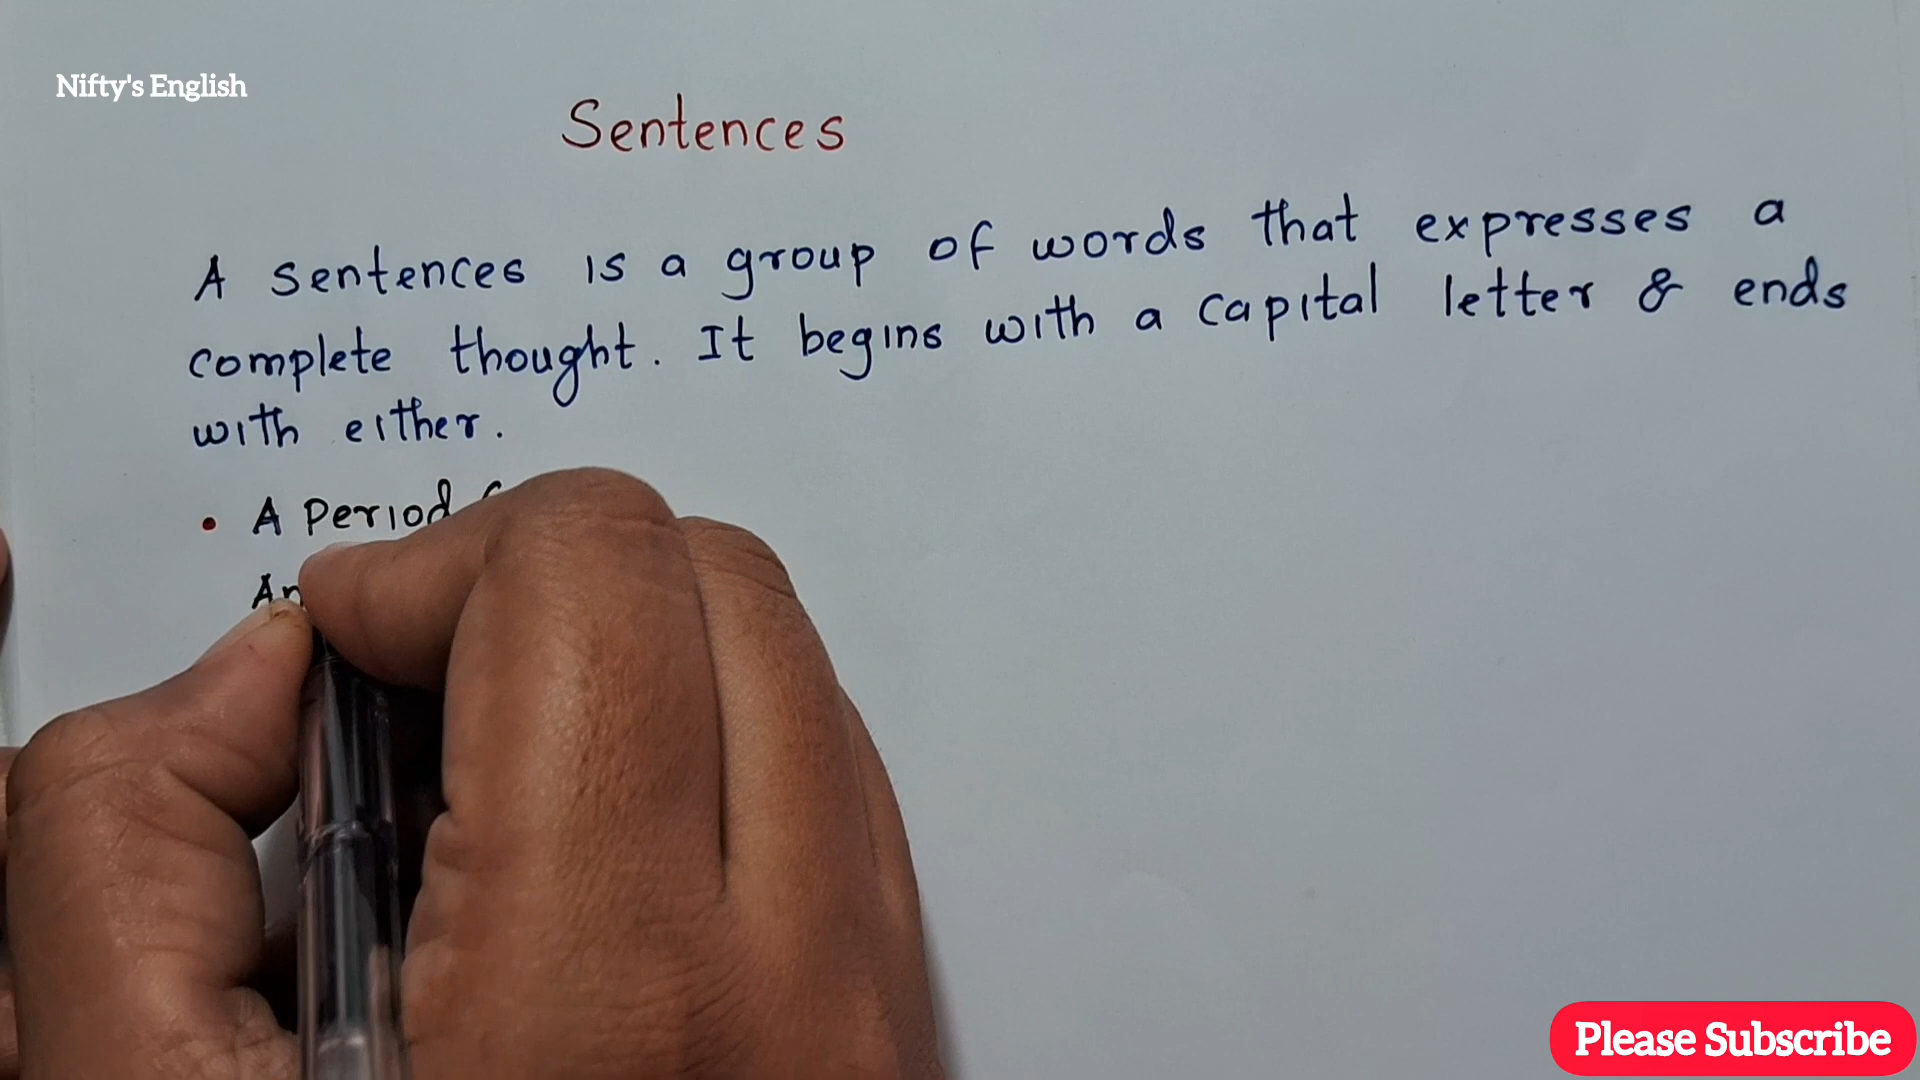 Nifty's English
Sentences
A sentences is a group of words that expresses a
complete thought. It begins with a capital letter & ends
with either.
• A Period (
An
Please Subscribe